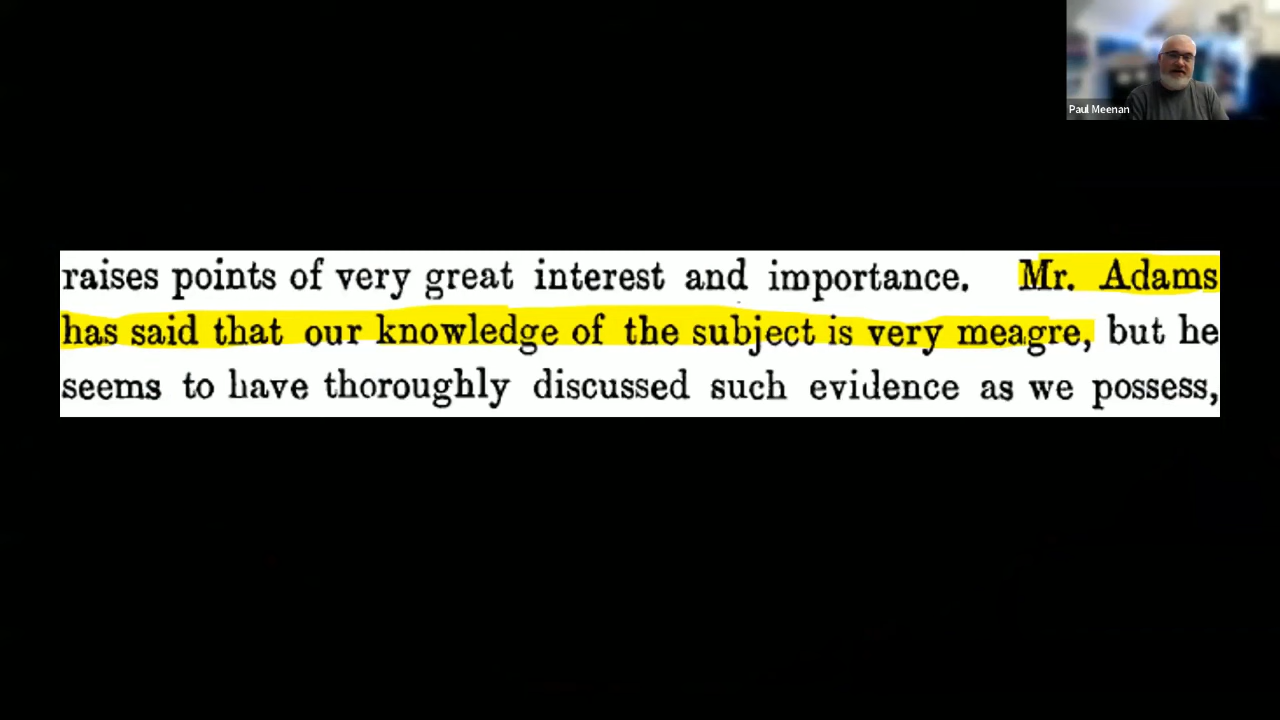 Paul Meenan
raises points of very great interest and importance. Mr. Adams
has said that our knowledge of the subject is very meagre, but he
seems to have thoroughly discussed such evidence as we possess,